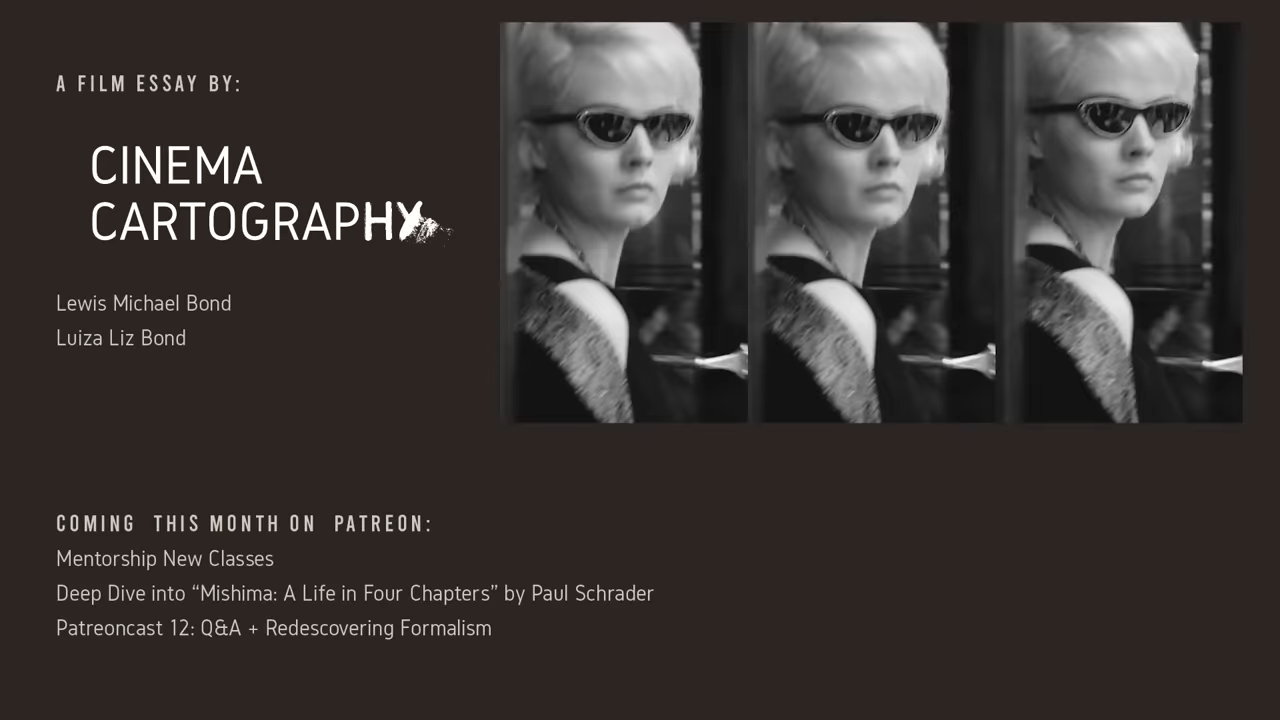 A FILM ESSAY BY:
CINEMA
CARTOGRAPHY
Lewis Michael Bond
Luiza Liz Bond
COMING THIS MONTH ON PATREON:
Mentorship New Classes
Deep Dive into “Mishima: A Life in Four Chapters” by Paul Schrader
Patreoncast 12: Q&A + Redescovering Formalism